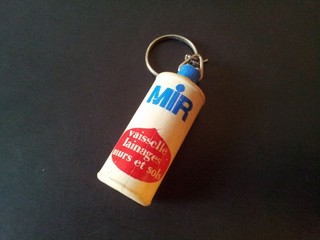 MiR
vaisselle
lainages
murs et sols